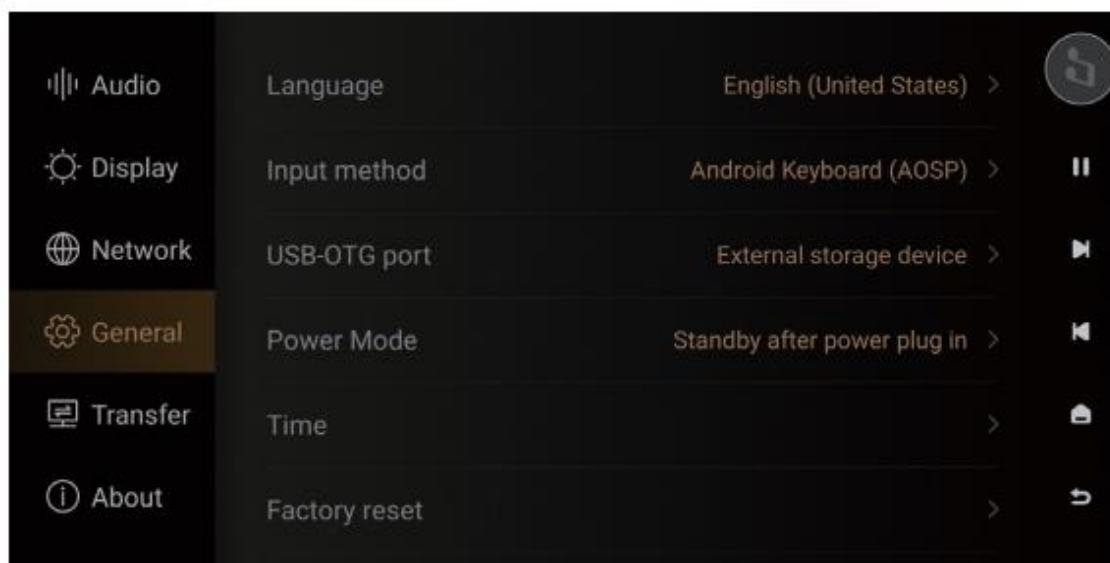 Audio
Display
Network
General
Transfer
About
Language English (United States)
Input method Android Keyboard (AOSP)
USB-OTG port External storage device
Power Mode Standby after power plug in
Time
Factory reset